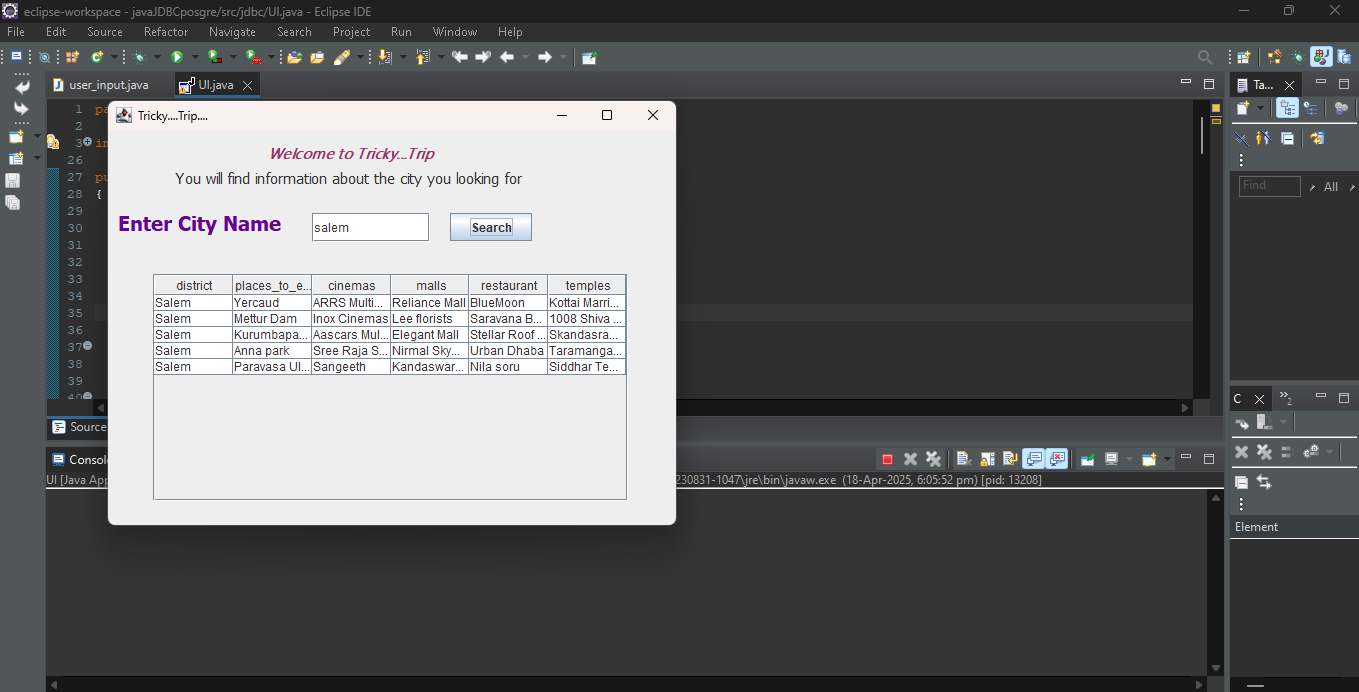 eclipse-workspace - javaJDBCposgre/src/jdbc/UI.java - Eclipse IDE
File Edit Source Refactor Navigate Search Project Run Window Help
user_input.java UI.java Ta...
Tricky....Trip....
Welcome to Tricky...Trip
You will find information about the city you looking for
Enter City Name salem Search
district places_to_e... cinemas malls restaurant temples
Salem Yercaud ARRS Multi... Reliance Mall BlueMoon Kottai Marri...
Salem Mettur Dam Inox Cinemas Lee florists Saravana B... 1008 Shiva ...
Salem Kurumbapa... Aascars Mul... Elegant Mall Stellar Roof ... Skandasra...
Salem Anna park Sree Raja S... Nirmal Sky... Urban Dhaba Taramanga...
Salem Paravasa Ul... Sangeeth Kandaswar... Nila soru Siddhar Te...
1 pa
2
3 im
26
27 pu
28 {
29
30
31
32
33
34
35
36
37
38
39
40
Find All
Source
Consol
UI [Java App 230831-1047\jre\bin\javaw.exe (18-Apr-2025, 6:05:52 pm) [pid: 13208]
C 2
Element